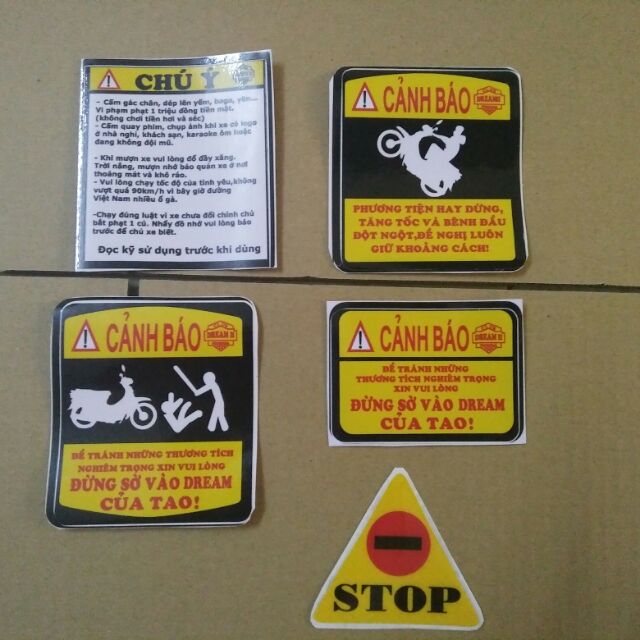 CHÚ Ý
- Cấm gác chân, dép lên yếm, baga, yên...
Vi phạm phạt 1 triệu đồng tiền mặt.
(không chơi tiền hơi và séc)
- Cấm quay phim, chụp ảnh khi xe có logo
ở nhà nghỉ, khách sạn, karaoke ôm hoặc
đang không đội mũ.
- Khi mượn xe vui lòng đổ đầy xăng.
Trời nắng, mượn nhớ bảo quản xe ở nơi
thoáng mát và khô ráo.
- Vui lòng chạy tốc độ của tình yêu,không
vượt quá 90km/h vì bây giờ đường
Việt Nam nhiều ổ gà.
-Chạy đúng luật vì xe chưa đổi chính chủ
bắt phạt 1 củ. Nhấy đồ nhớ vui lòng báo
trước để chủ xe biết.
Đọc kỹ sử dụng trước khi dùng
CẢNH BÁO
DREAM II
PHƯƠNG TIỆN HAY DỪNG,
TĂNG TỐC VÀ BỆNH ĐẦU
ĐỘT NGỘT,ĐỀ NGHỊ LUÔN
GIỮ KHOẢNG CÁCH!
CẢNH BÁO
DREAM II
ĐỂ TRÁNH NHỮNG THƯƠNG TÍCH
NGHIÊM TRỌNG XIN VUI LÒNG
ĐỪNG SỜ VÀO DREAM
CỦA TAO!
CẢNH BÁO
DREAM II
ĐỂ TRÁNH NHỮNG
THƯƠNG TÍCH NGHIÊM TRỌNG
XIN VUI LÒNG
ĐỪNG SỜ VÀO DREAM
CỦA TAO!
STOP